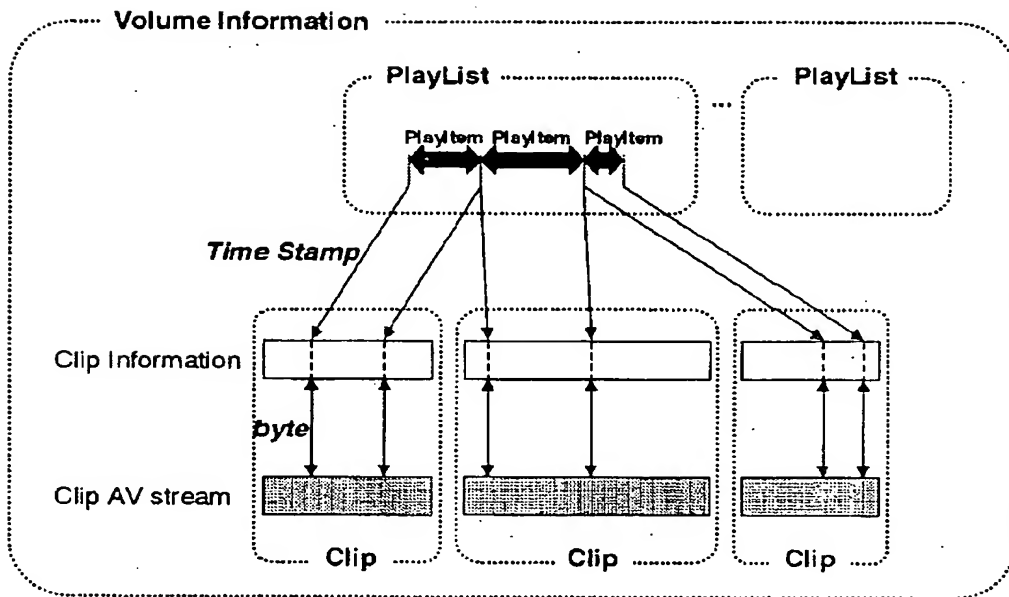 Volume Information
PlayList
PlayList
...
PlayItem PlayItem PlayItem
Time Stamp
Clip Information
byte
Clip AV stream
Clip
Clip
Clip